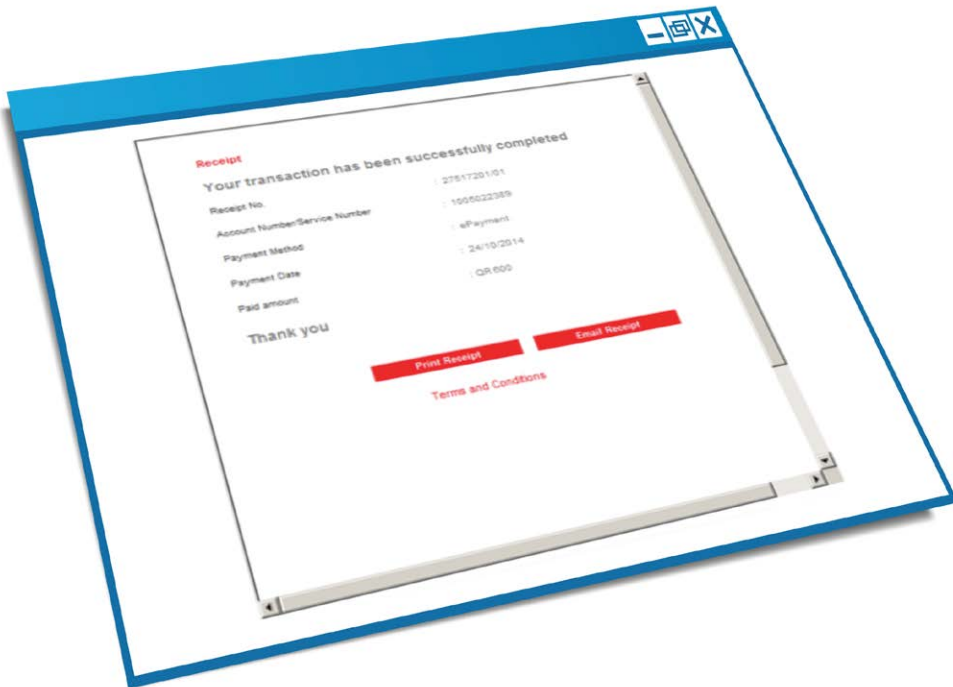 Receipt
Your transaction has been successfully completed
Receipt No. : 27517201/01
Account Number/Service Number : 1005022389
Payment Method : ePayment
Payment Date : 24/10/2014
Paid amount : QR 600
Thank you
Print Receipt Email Receipt
Terms and Conditions